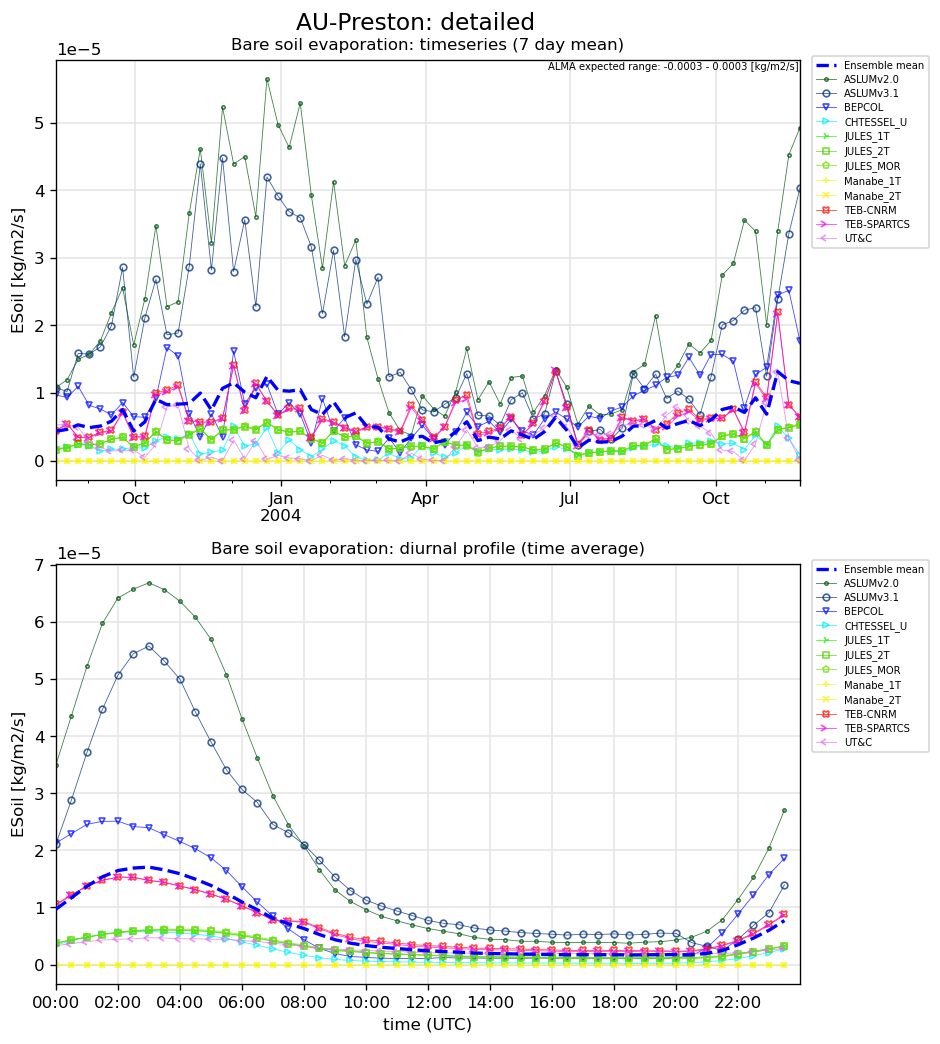 AU-Preston: detailed
Bare soil evaporation: timeseries (7 day mean)
1e−5
ALMA expected range: -0.0003 - 0.0003 [kg/m2/s]
ESoil [kg/m2/s]
5
4
3
2
1
0
Oct
Jan
2004
Apr
Jul
Oct
Ensemble mean
ASLUMv2.0
ASLUMv3.1
BEPCOL
CHTESSEL_U
JULES_1T
JULES_2T
JULES_MOR
Manabe_1T
Manabe_2T
TEB-CNRM
TEB-SPARTCS
UT&C
Bare soil evaporation: diurnal profile (time average)
1e−5
ESoil [kg/m2/s]
7
6
5
4
3
2
1
0
00:00
02:00
04:00
06:00
08:00
10:00
12:00
14:00
16:00
18:00
20:00
22:00
time (UTC)
Ensemble mean
ASLUMv2.0
ASLUMv3.1
BEPCOL
CHTESSEL_U
JULES_1T
JULES_2T
JULES_MOR
Manabe_1T
Manabe_2T
TEB-CNRM
TEB-SPARTCS
UT&C